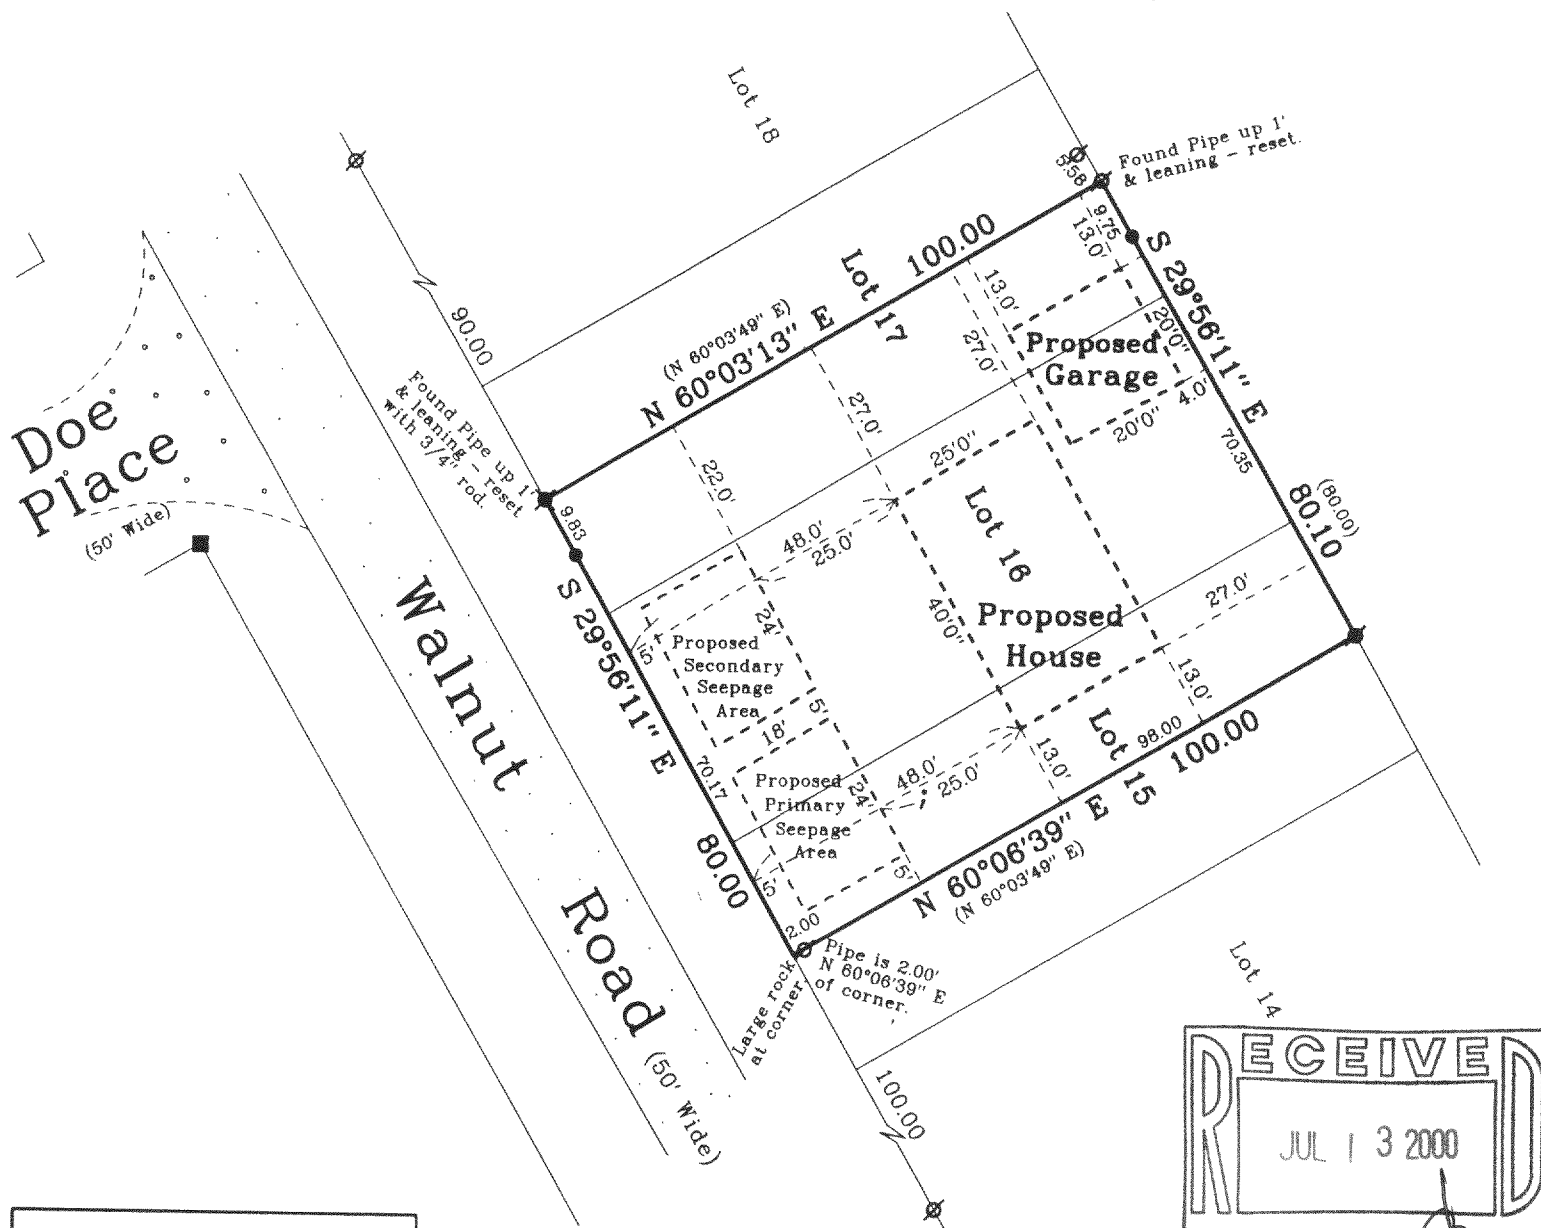 Lot 18
Found Pipe up 1'
& leaning - reset.
5.58
9.75
13.0'
S 29°56'11" E
Lot 17
100.00
N 60°03'13" E
(N 60°03'49" E)
90.00
13.0'
27.0'
Proposed
Garage
20'0"
20'0"
4.0'
70.35
80.10
(80.00)
Found Pipe up 1'
& leaning - reset
with 3/4" rod.
9.83
22.0'
27.0'
25'0"
48.0'
25.0'
Lot 16
Proposed
House
40'0"
27.0'
13.0'
Doe
Place
(50' Wide)
Walnut
Road
(50' Wide)
S 29°56'11" E
70.17
80.00
5'
24'
Proposed
Secondary
Seepage
Area
5'
18'
Proposed
Primary
Seepage
Area
24'
5'
5'
48.0'
25.0'
13.0'
Lot 15
98.00
100.00
N 60°06'39" E
(N 60°03'49" E)
2.00
Pipe is 2.00'
N 60°06'39" E
of corner.
Large rock
at corner.
100.00
Lot 14
RECEIVED
JUL 13 2000